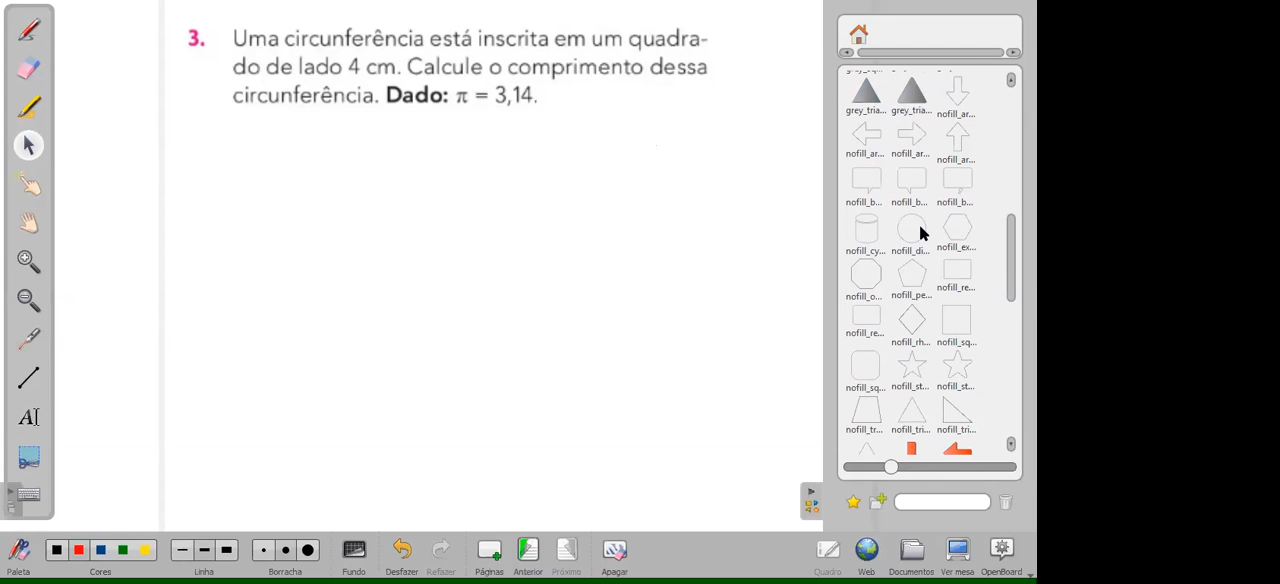 3. Uma circunferência está inscrita em um quadra-
do de lado 4 cm. Calcule o comprimento dessa
circunferência. Dado: π = 3,14.
grey_tria... grey_tria... nofill_ar...
nofill_ar... nofill_ar... nofill_ar...
nofill_b... nofill_b... nofill_b...
nofill_cy... nofill_di... nofill_ex...
nofill_o... nofill_pe... nofill_re...
nofill_re... nofill_rh... nofill_sq...
nofill_sq... nofill_st... nofill_st...
nofill_tr... nofill_tri... nofill_tri...
Paleta Cores Linha Borracha Fundo Desfazer Refazer Páginas Anterior Próximo Apagar Quadro Web Documentos Ver mesa OpenBoard